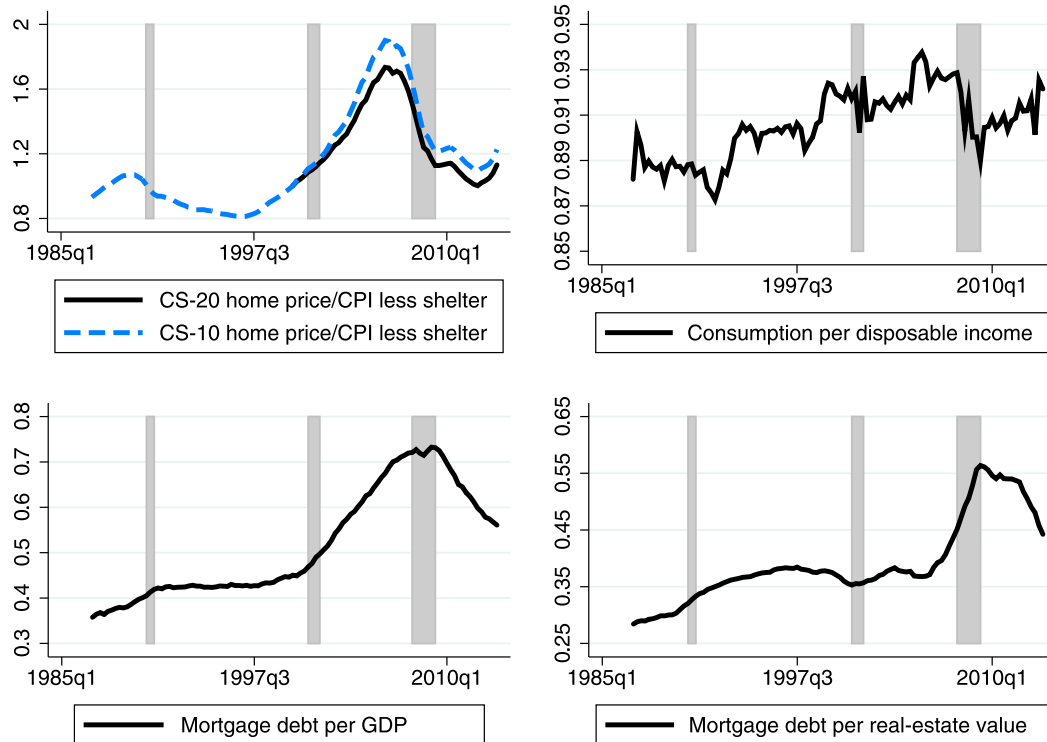 2
1.6
1.2
0.8
1985q1
1997q3
2010q1
CS-20 home price/CPI less shelter
CS-10 home price/CPI less shelter
0.95
0.93
0.91
0.89
0.87
0.85
1985q1
1997q3
2010q1
Consumption per disposable income
0.8
0.7
0.6
0.5
0.4
0.3
1985q1
1997q3
2010q1
Mortgage debt per GDP
0.65
0.55
0.45
0.35
0.25
1985q1
1997q3
2010q1
Mortgage debt per real-estate value